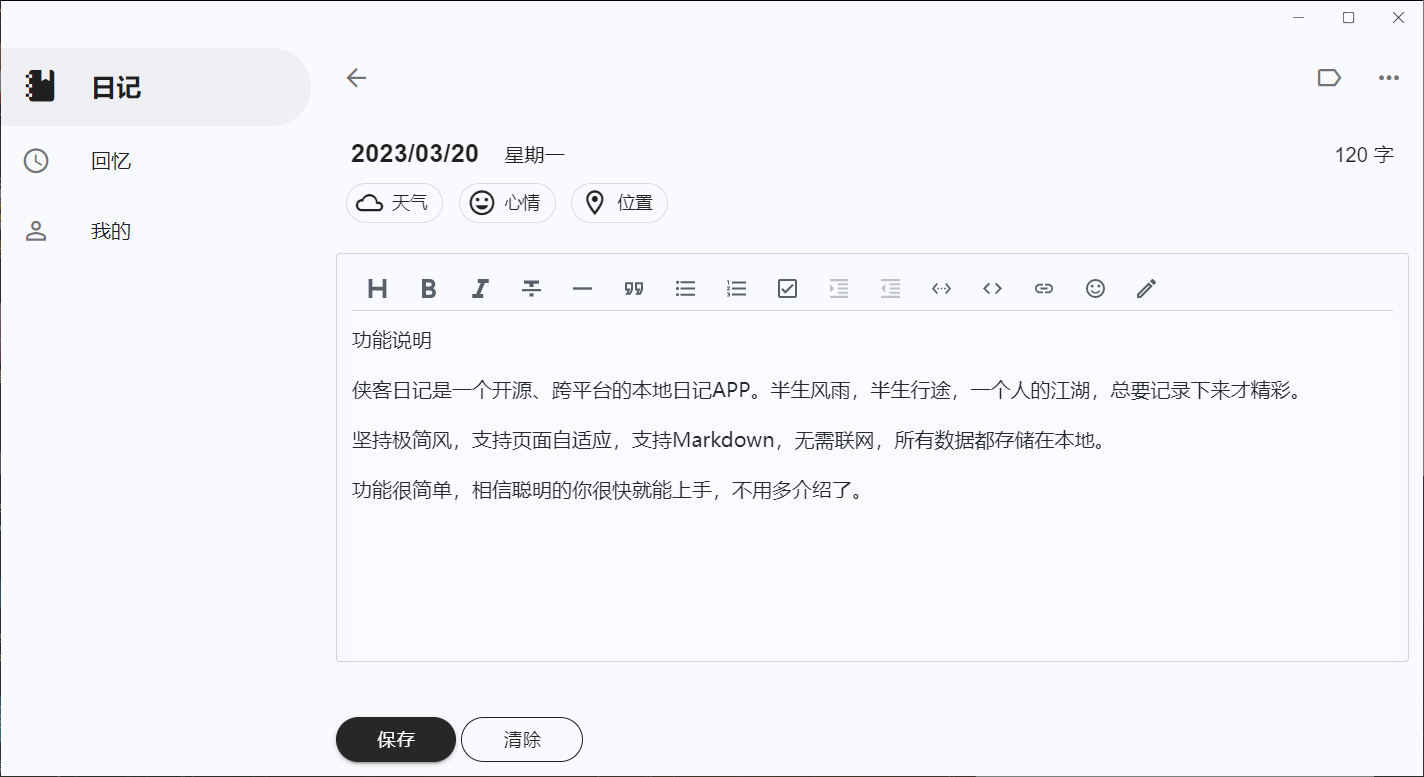 日记
回忆
我的
2023/03/20 星期一
120 字
天气 心情 位置
功能说明
侠客日记是一个开源、跨平台的本地日记APP。半生风雨，半生行途，一个人的江湖，总要记录下来才精彩。
坚持极简风，支持页面自适应，支持Markdown，无需联网，所有数据都存储在本地。
功能很简单，相信聪明的你很快就能上手，不用多介绍了。
保存 清除